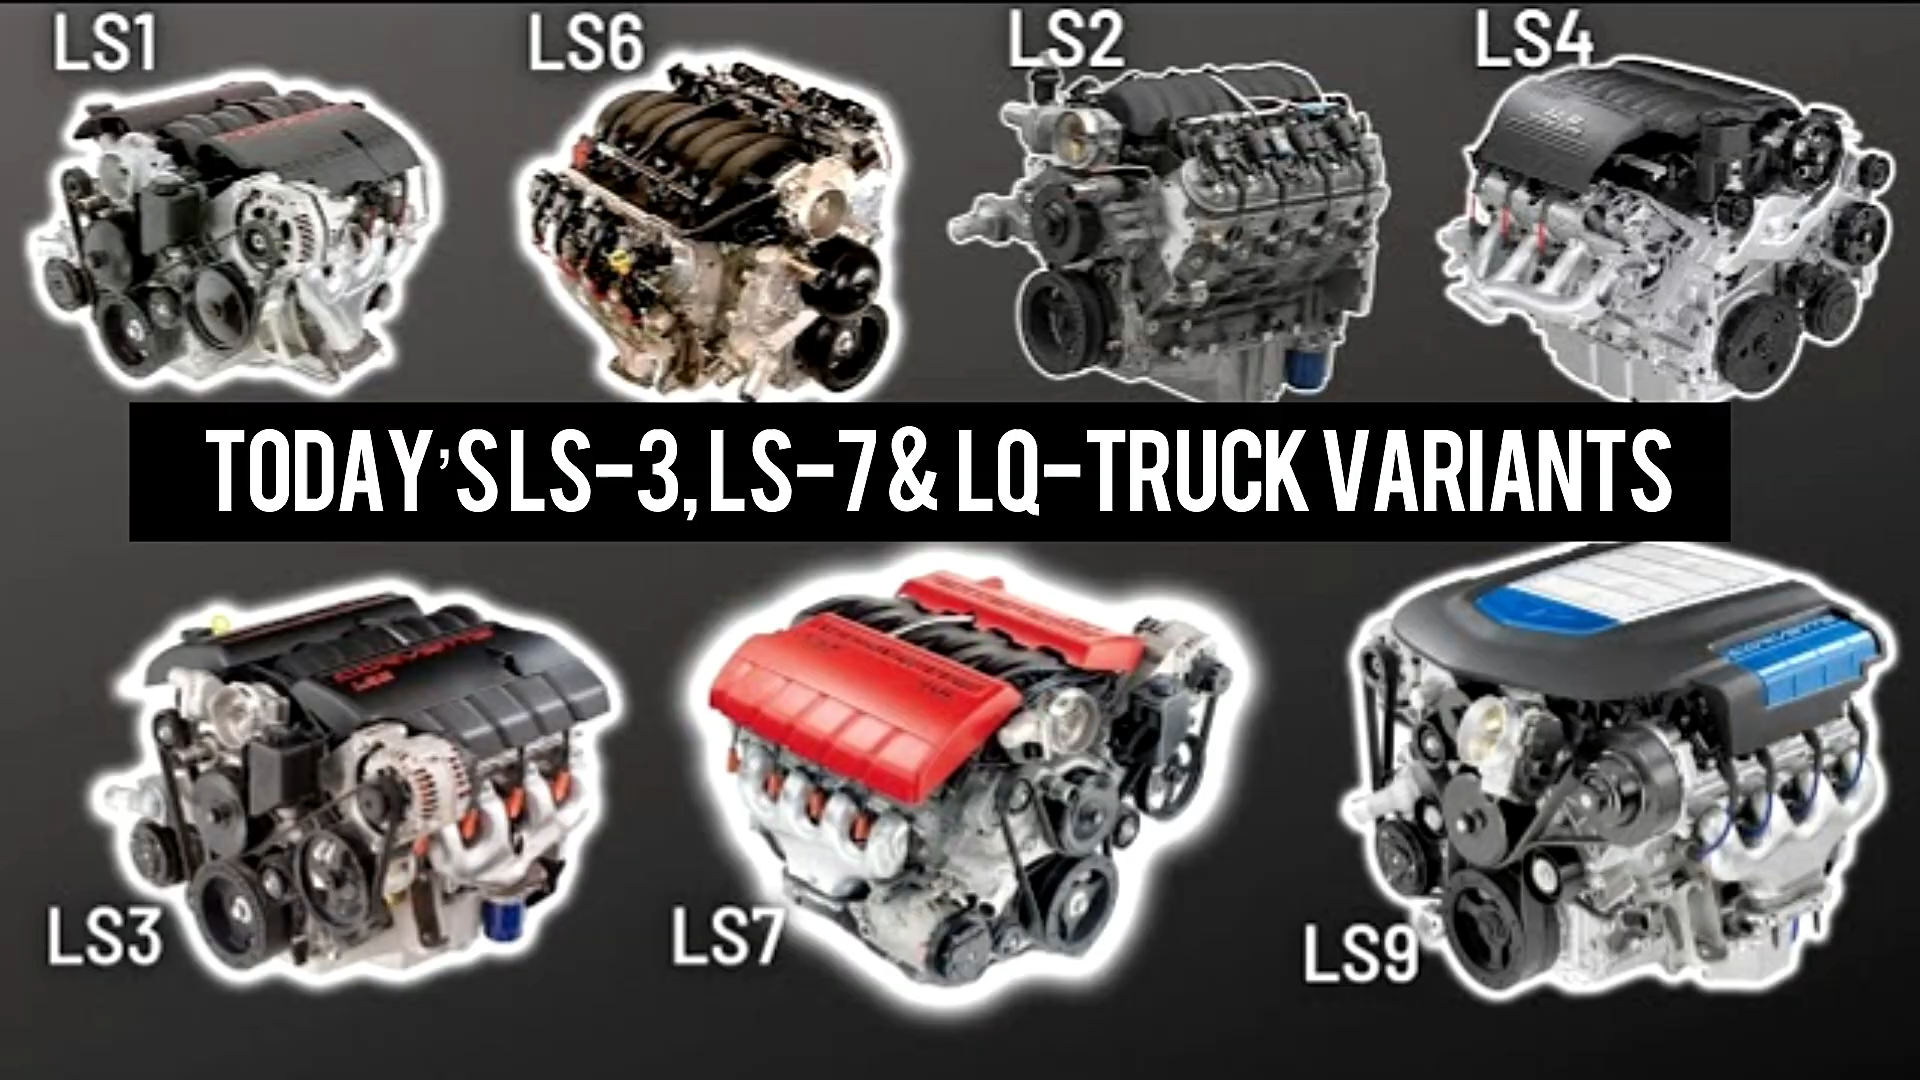 LS1
LS6
LS2
LS4
TODAY'S LS-3, LS-7 & LQ-TRUCK VARIANTS
LS3
LS7
LS9